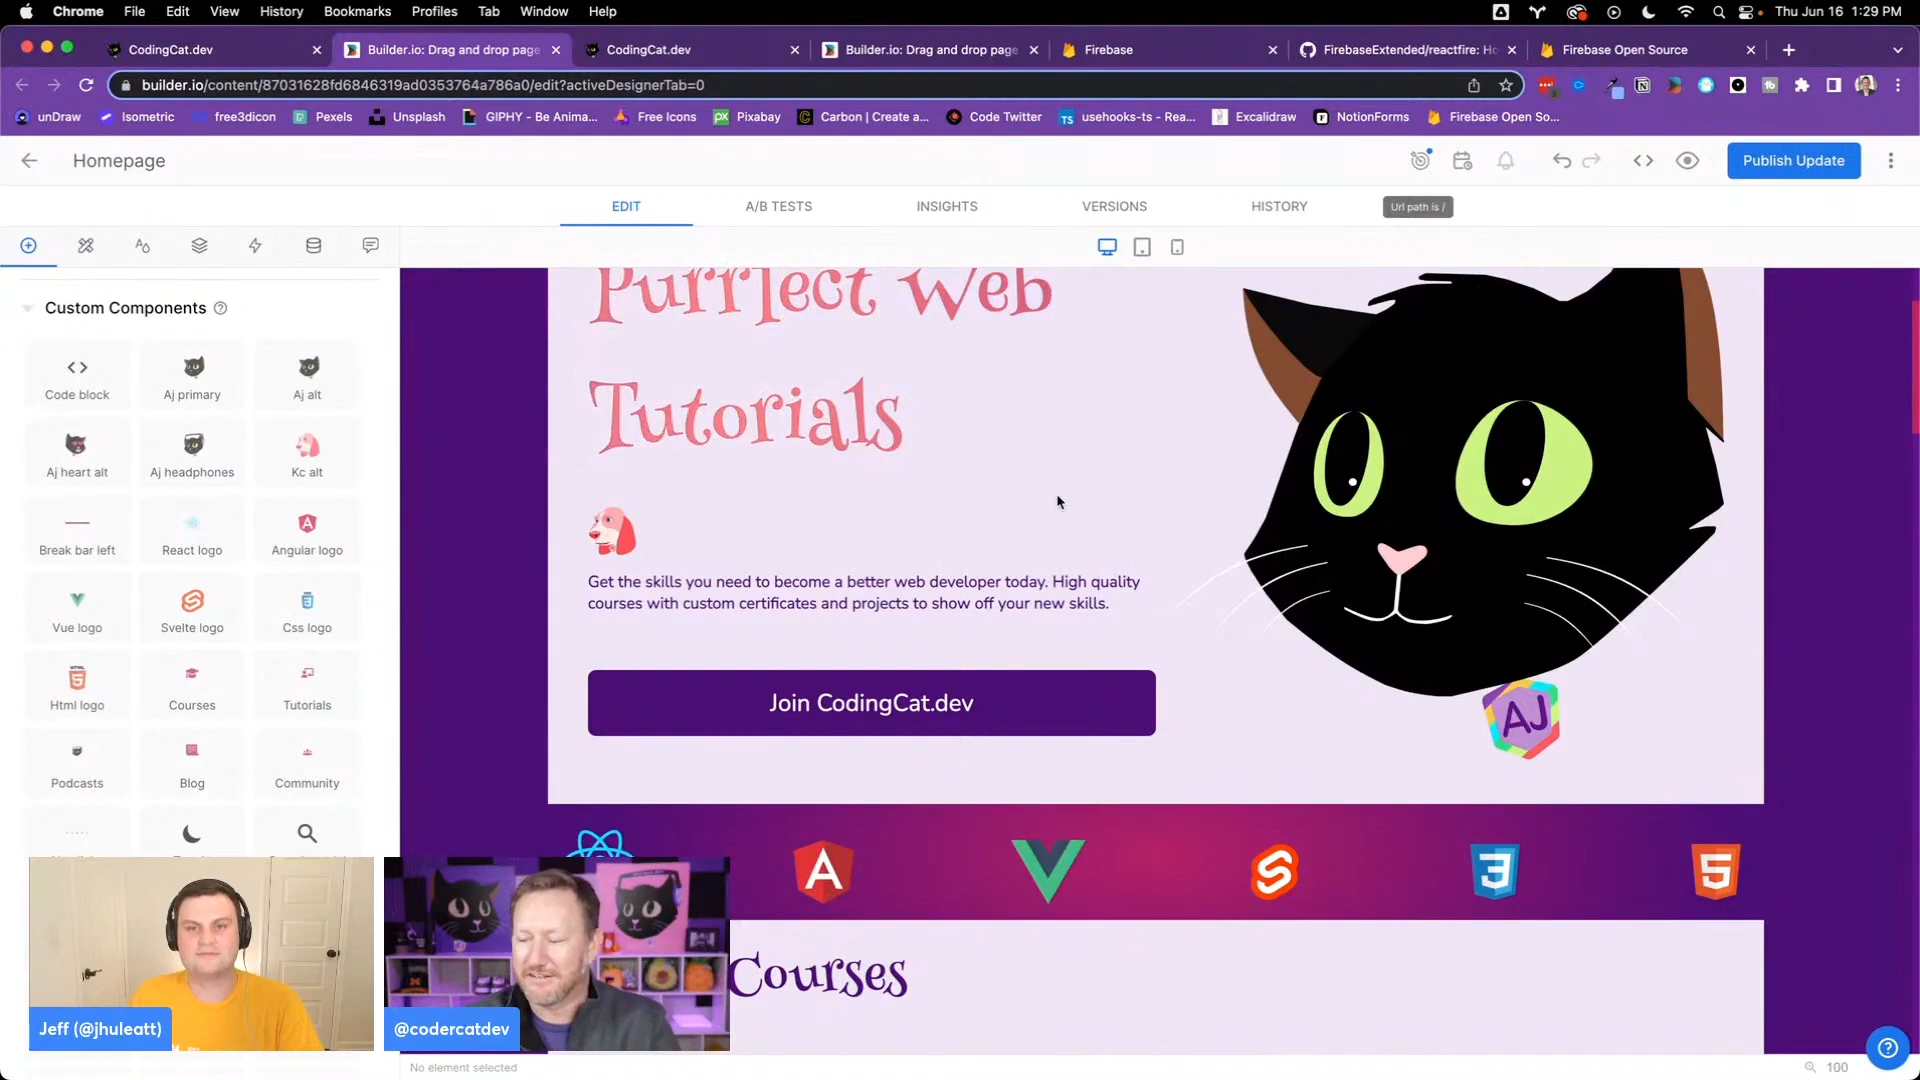 Chrome File Edit View History Bookmarks Profiles Tab Window Help Thu Jun 16 1:29 PM
CodingCat.dev Builder.io: Drag and drop page CodingCat.dev Builder.io: Drag and drop page Firebase FirebaseExtended/reactfire: Ho Firebase Open Source
builder.io/content/87031628fd6846319ad0353764a786a0/edit?activeDesignerTab=0
unDraw Isometric free3dicon Pexels Unsplash GIPHY - Be Anima... Free Icons Pixabay Carbon | Create a... Code Twitter usehooks-ts - Rea... Excalidraw NotionForms Firebase Open So...
Homepage Publish Update
EDIT A/B TESTS INSIGHTS VERSIONS HISTORY Url path is /
Custom Components
Code block Aj primary Aj alt
Aj heart alt Aj headphones Kc alt
Break bar left React logo Angular logo
Vue logo Svelte logo Css logo
Html logo Courses Tutorials
Podcasts Blog Community
Purrfect Web
Tutorials
Get the skills you need to become a better web developer today. High quality
courses with custom certificates and projects to show off your new skills.
Join CodingCat.dev
AJ
Courses
Jeff (@jhuleatt) @codercatdev
No element selected 100